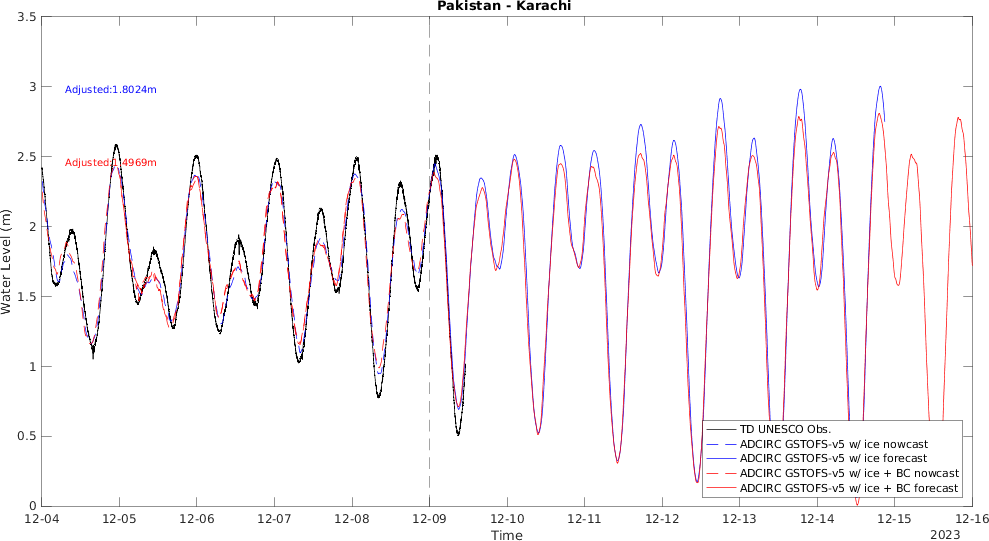 Pakistan - Karachi
3.5
3
2.5
2
1.5
1
0.5
0
Water Level (m)
Adjusted:1.8024m
Adjusted:1.4969m
TD UNESCO Obs.
ADCIRC GSTOFS-v5 w/ ice nowcast
ADCIRC GSTOFS-v5 w/ ice forecast
ADCIRC GSTOFS-v5 w/ ice + BC nowcast
ADCIRC GSTOFS-v5 w/ ice + BC forecast
12-04 12-05 12-06 12-07 12-08 12-09 12-10 12-11 12-12 12-13 12-14 12-15 12-16
Time
2023